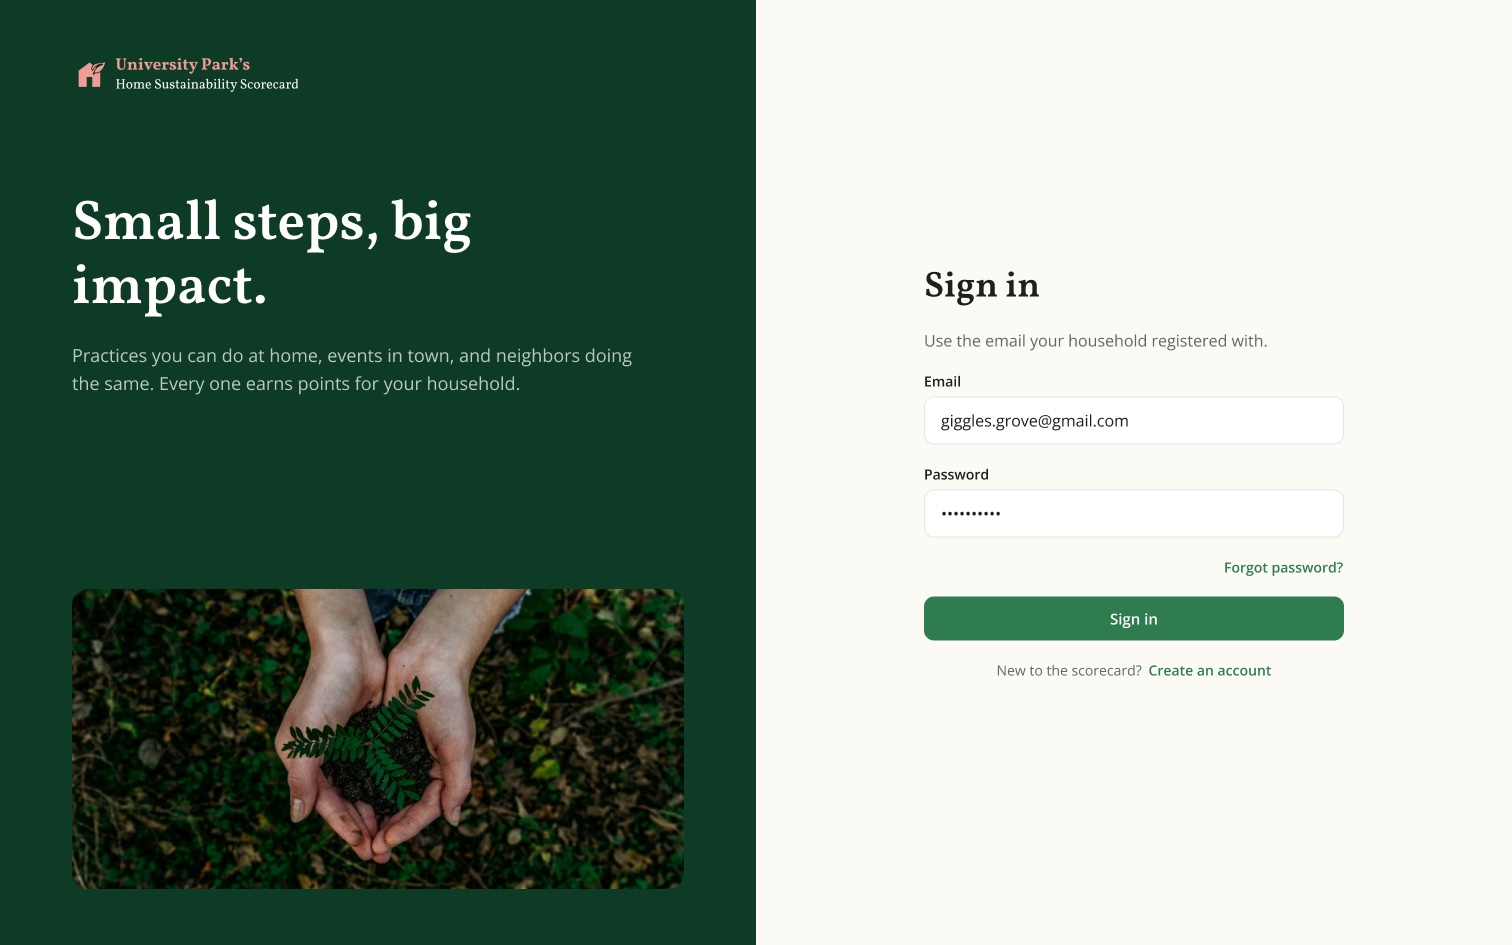 University Park's
Home Sustainability Scorecard
Small steps, big
impact.
Practices you can do at home, events in town, and neighbors doing
the same. Every one earns points for your household.
Sign in
Use the email your household registered with.
Email
giggles.grove@gmail.com
Password
••••••••••
Forgot password?
Sign in
New to the scorecard? Create an account